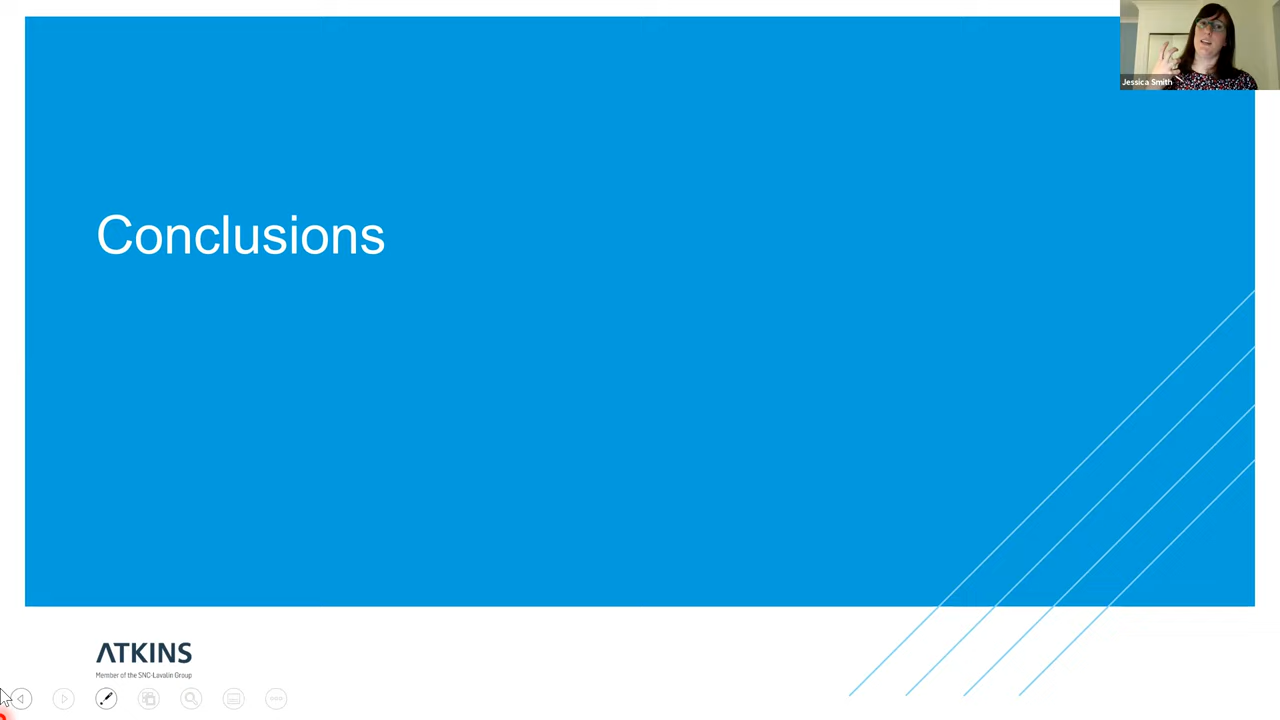 Jessica Smith
Conclusions
ATKINS
Member of the SNC-Lavalin Group